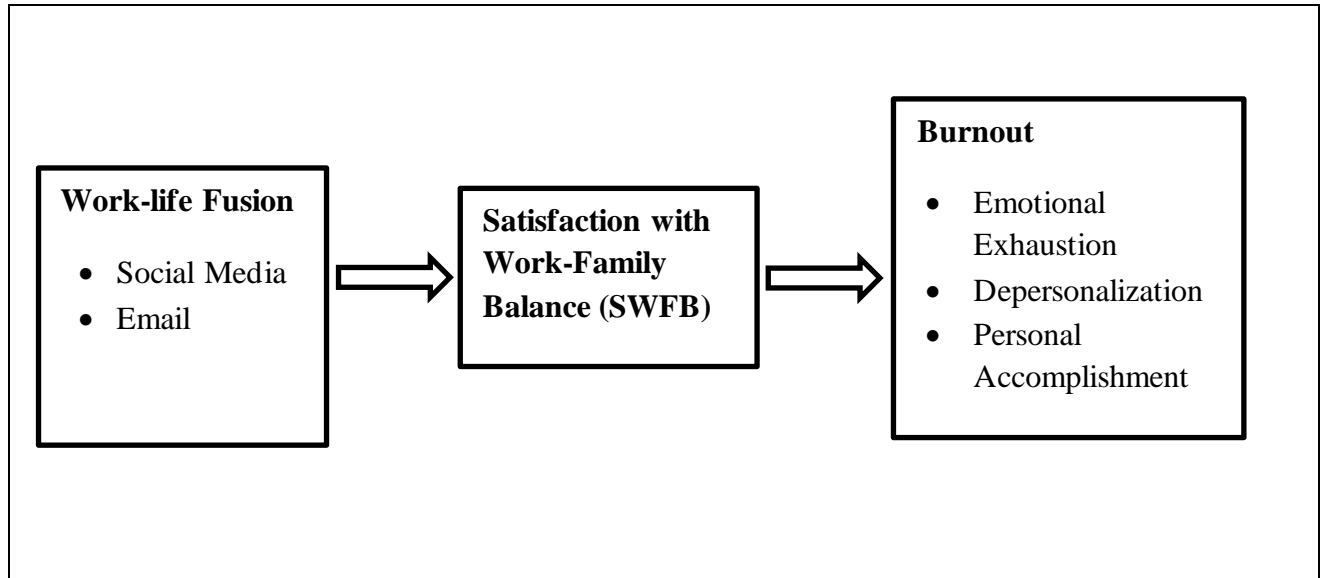 Work-life Fusion
• Social Media
• Email
Satisfaction with
Work-Family
Balance (SWFB)
Burnout
• Emotional
Exhaustion
• Depersonalization
• Personal
Accomplishment